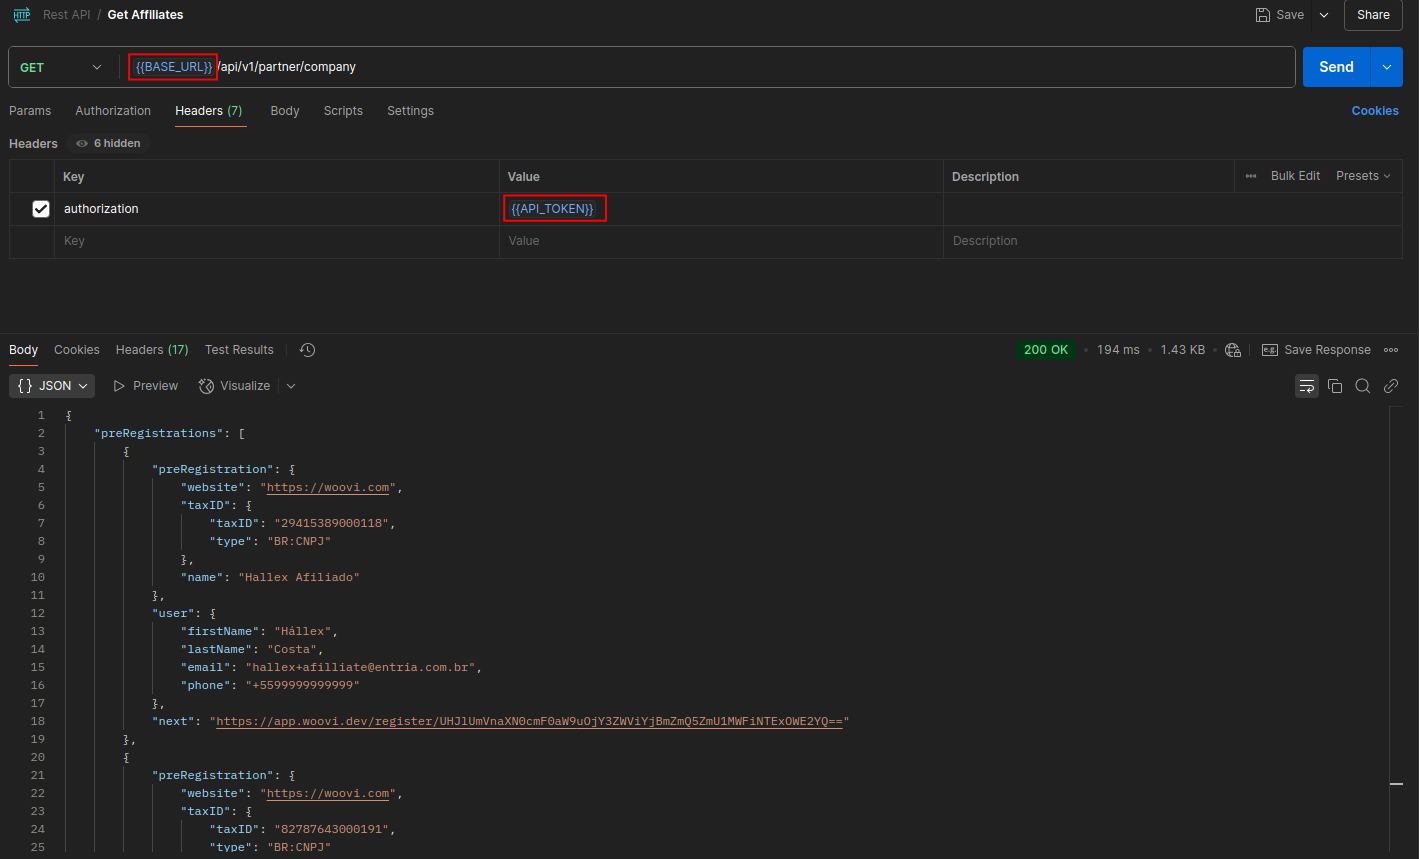 HTTP Rest API / Get Affiliates Save Share
GET {{BASE_URL}}/api/v1/partner/company Send
Params Authorization Headers (7) Body Scripts Settings Cookies
Headers 6 hidden
Key Value Description ••• Bulk Edit Presets
authorization {{API_TOKEN}}
Key Value Description
Body Cookies Headers (17) Test Results 200 OK • 194 ms • 1.43 KB • e.g. Save Response •••
{} JSON Preview Visualize
1 {
2 "preRegistrations": [
3 {
4 "preRegistration": {
5 "website": "https://woovi.com",
6 "taxID": {
7 "taxID": "29415389000118",
8 "type": "BR:CNPJ"
9 },
10 "name": "Hallex Afiliado"
11 },
12 "user": {
13 "firstName": "Hállex",
14 "lastName": "Costa",
15 "email": "hallex+afilliate@entria.com.br",
16 "phone": "+5599999999999"
17 },
18 "next": "https://app.woovi.dev/register/UHJlUmVnaXN0cmF0aW9uOjY3ZWViYjBmZmQ5ZmU1MWFiNTExOWE2YQ=="
19 },
20 {
21 "preRegistration": {
22 "website": "https://woovi.com",
23 "taxID": {
24 "taxID": "82787643000191",
25 "type": "BR:CNPJ"